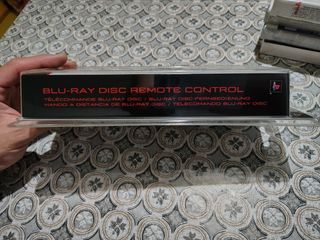 BLU-RAY DISC REMOTE CONTROL
TÉLÉCOMMANDE BLU-RAY DISC / BLU-RAY DISC-FERNBEDIENUNG
MANDO A DISTANCIA DE BLU-RAY DISC / TELECOMANDO BLU-RAY DISC